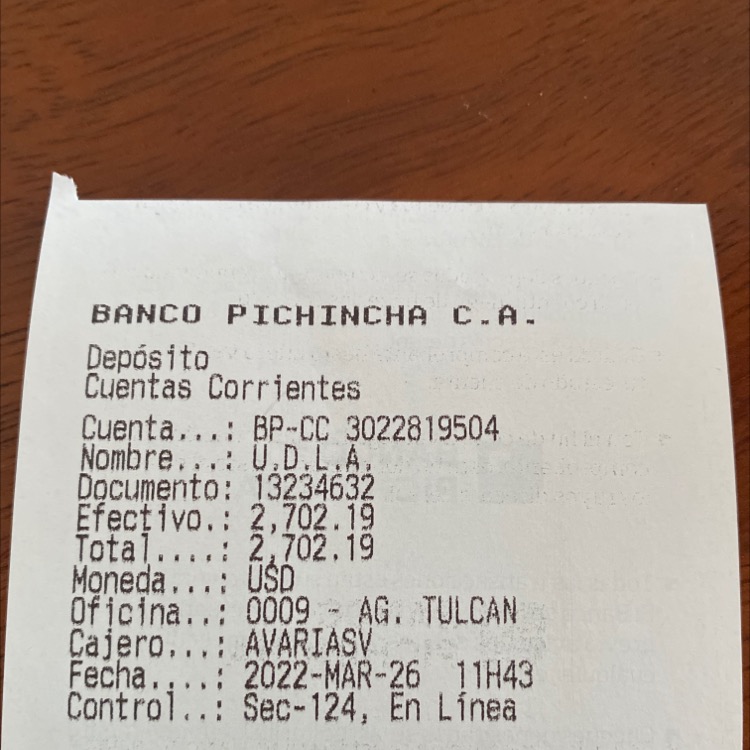 BANCO PICHINCHA C.A.
Depósito
Cuentas Corrientes
Cuenta...: BP-CC 3022819504
Nombre...: U.D.L.A.
Documento: 13234632
Efectivo.: 2,702.19
Total....: 2,702.19
Moneda...: USD
Oficina..: 0009 - AG. TULCAN
Cajero...: AVARIASV
Fecha....: 2022-MAR-26 11H43
Control..: Sec-124, En Línea